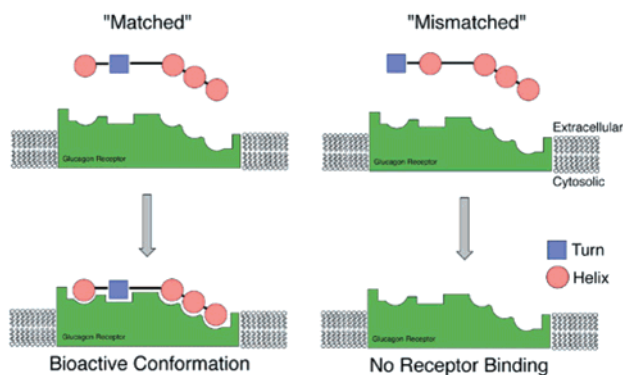 "Matched"
"Mismatched"
Glucagon Receptor
Glucagon Receptor
Extracellular
Cytosolic
Turn
Helix
Glucagon Receptor
Glucagon Receptor
Bioactive Conformation
No Receptor Binding